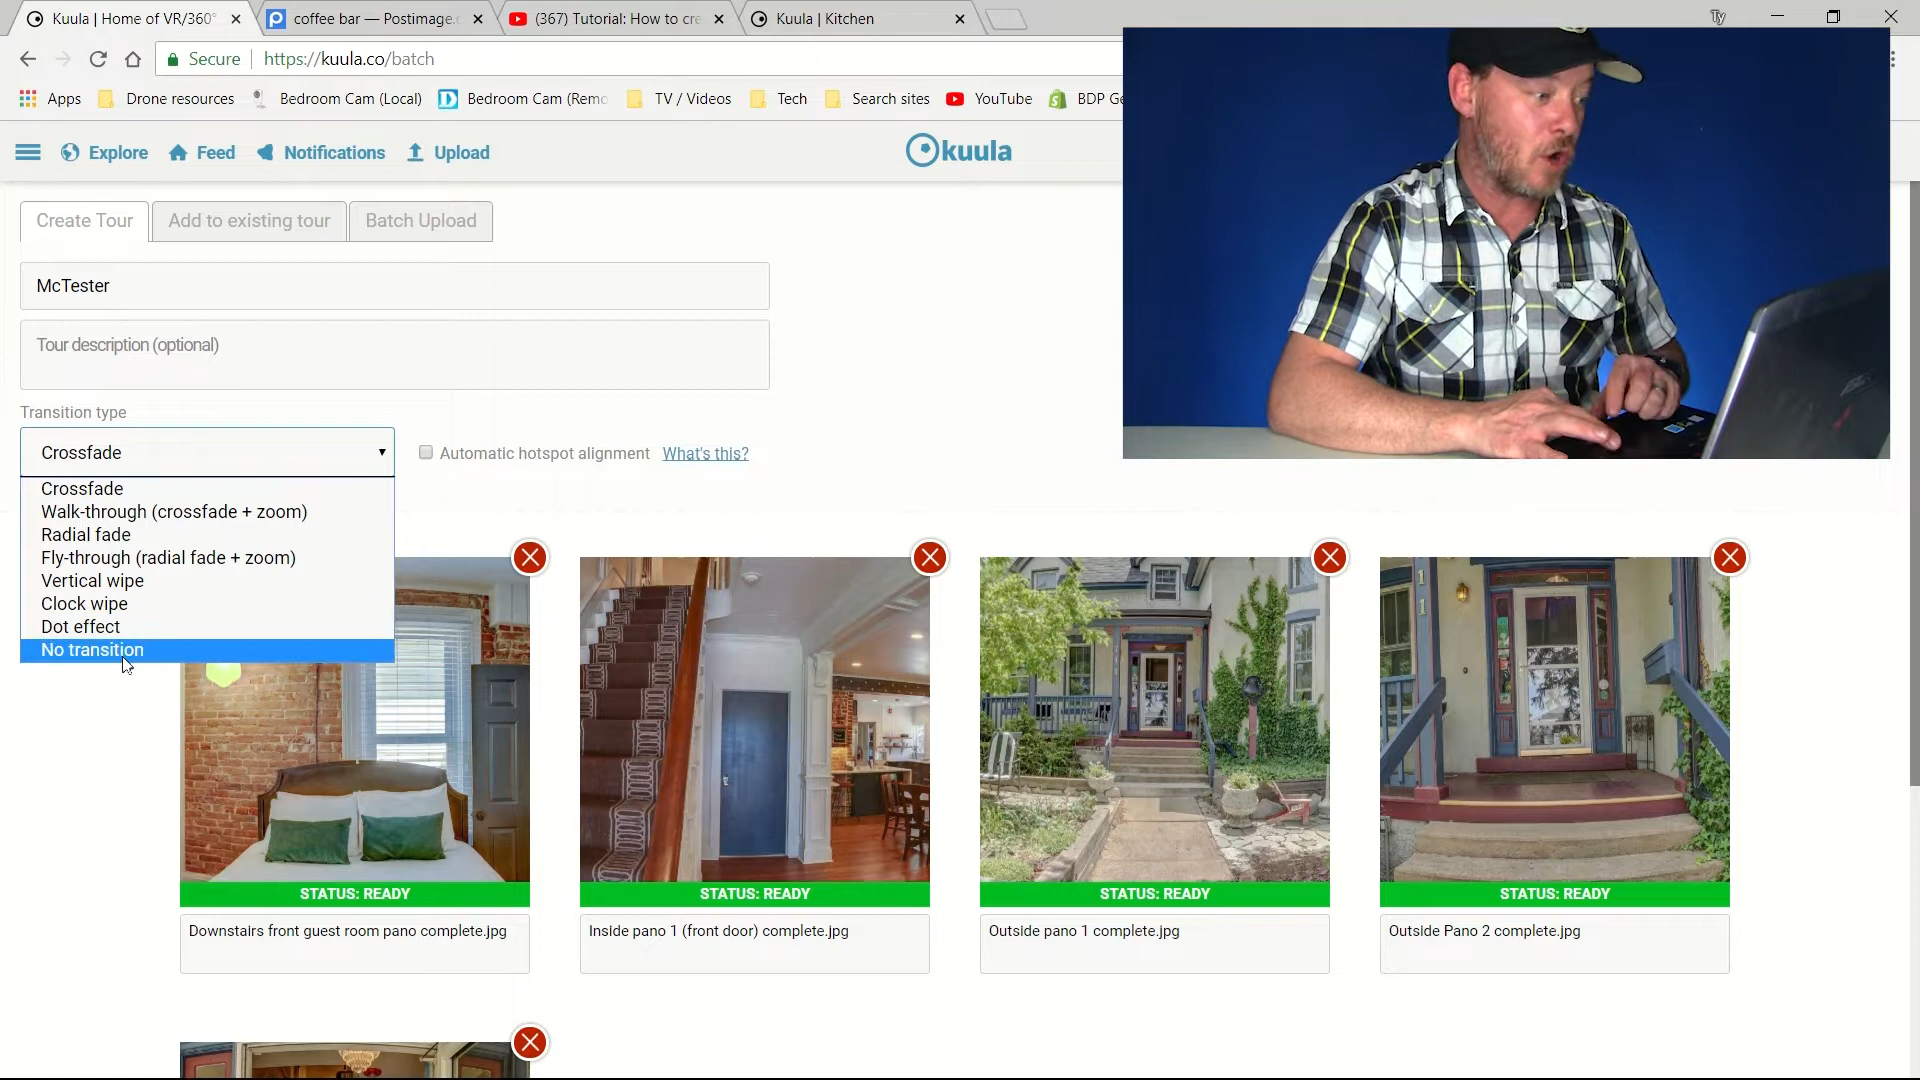 Kuula | Home of VR/360°
coffee bar — Postimage.
(367) Tutorial: How to cre
Kuula | Kitchen
Ty
Secure
https://kuula.co/batch
Apps
Drone resources
Bedroom Cam (Local)
Bedroom Cam (Remo
TV / Videos
Tech
Search sites
YouTube
BDP Ge
Explore
Feed
Notifications
Upload
kuula
Create Tour
Add to existing tour
Batch Upload
McTester
Tour description (optional)
Transition type
Crossfade
Automatic hotspot alignment
What's this?
Crossfade
Walk-through (crossfade + zoom)
Radial fade
Fly-through (radial fade + zoom)
Vertical wipe
Clock wipe
Dot effect
No transition
STATUS: READY
STATUS: READY
STATUS: READY
STATUS: READY
Downstairs front guest room pano complete.jpg
Inside pano 1 (front door) complete.jpg
Outside pano 1 complete.jpg
Outside Pano 2 complete.jpg